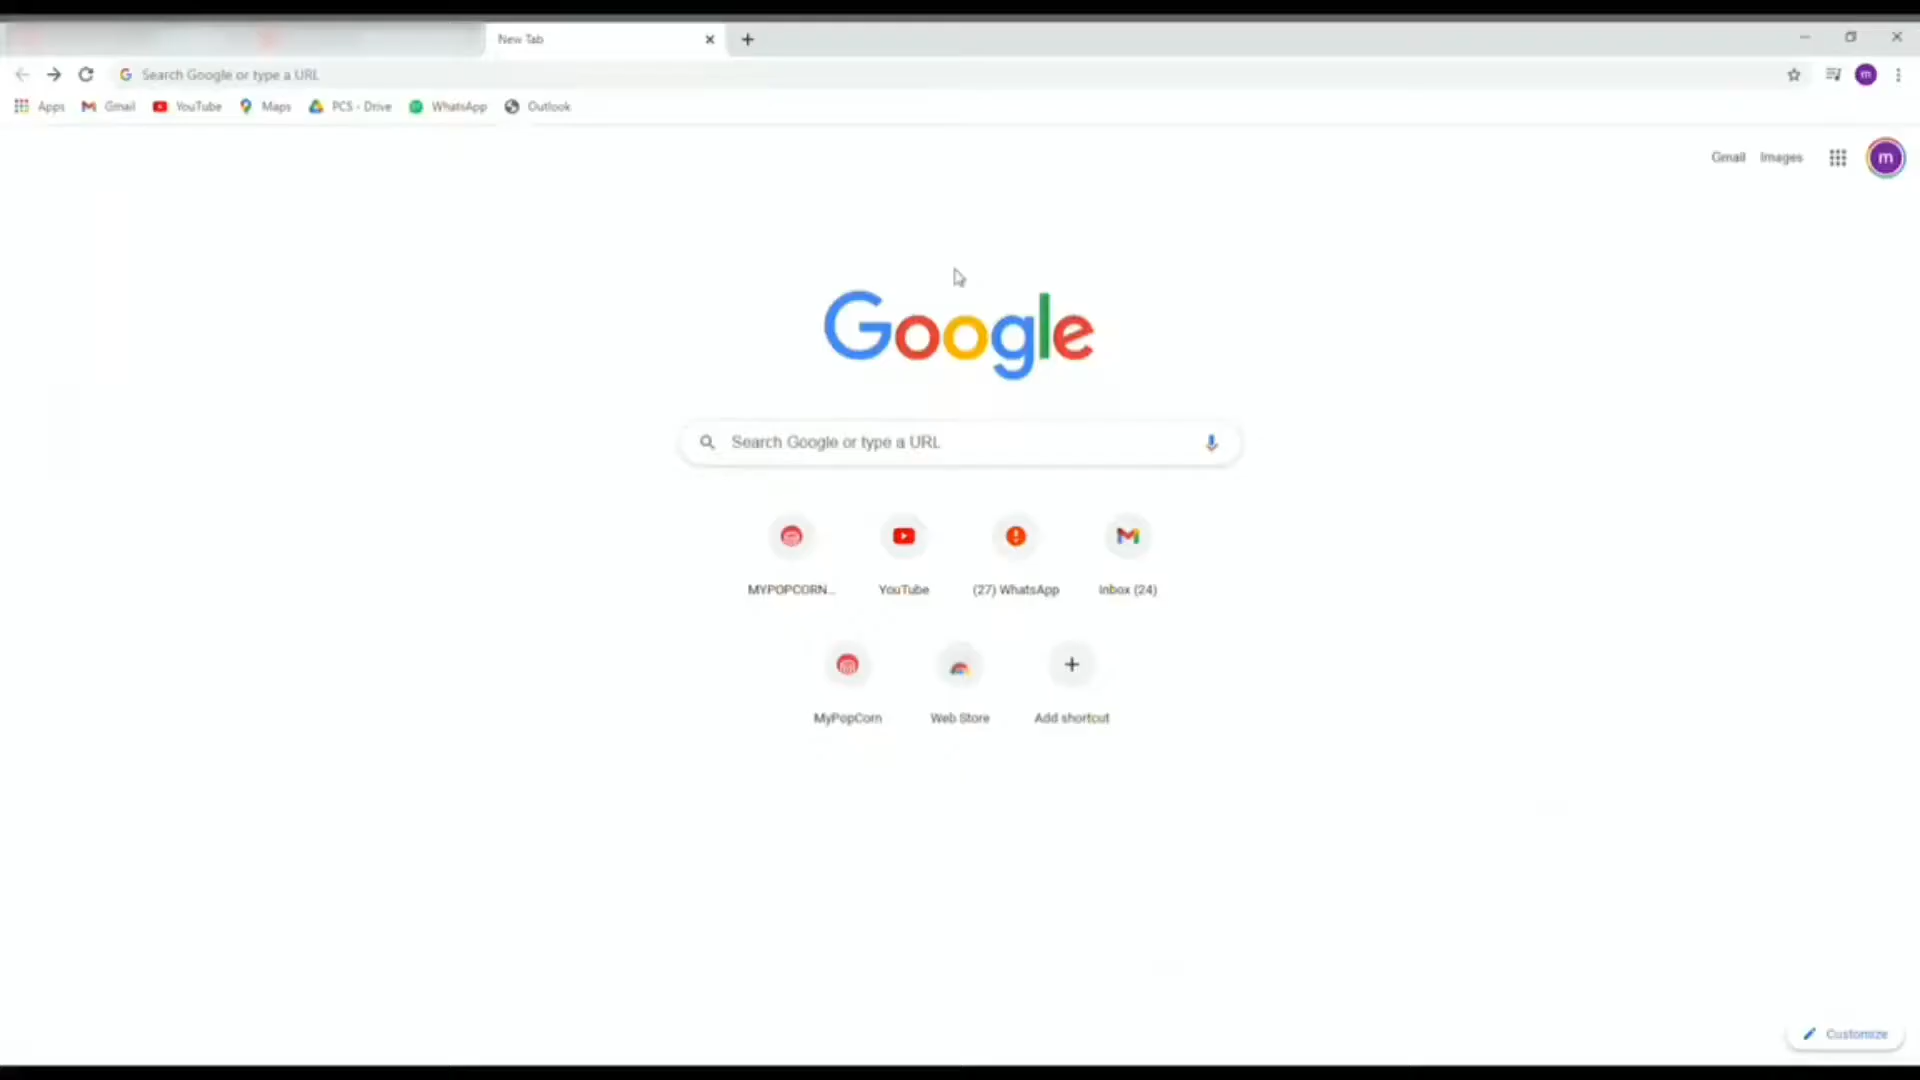 New Tab
Search Google or type a URL
m
Apps Gmail YouTube Maps PCS - Drive WhatsApp Outlook
Gmail Images m
Google
Search Google or type a URL
MYPOPCORN... YouTube (27) WhatsApp Inbox (24)
MyPopCorn Web Store Add shortcut
Customize